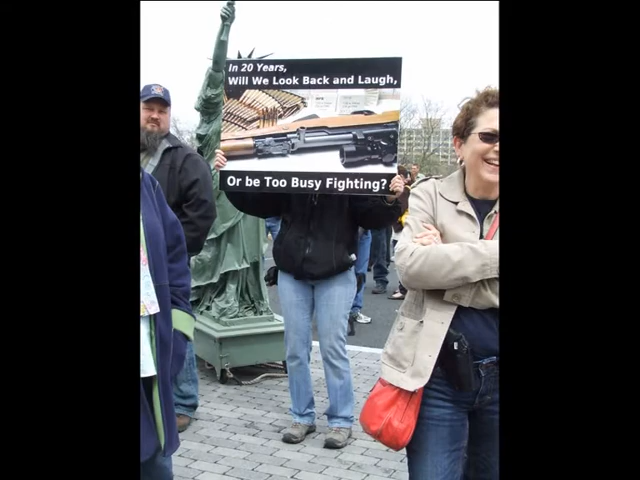 In 20 Years,
Will We Look Back and Laugh,
Or be Too Busy Fighting?